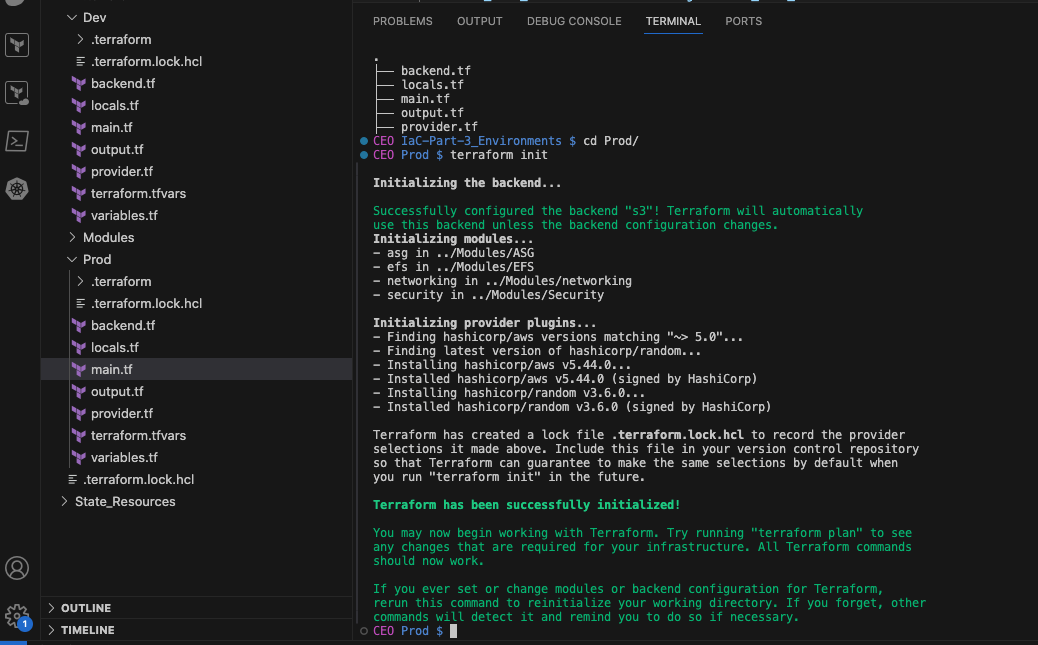 Dev
.terraform
.terraform.lock.hcl
backend.tf
locals.tf
main.tf
output.tf
provider.tf
terraform.tfvars
variables.tf
Modules
Prod
.terraform
.terraform.lock.hcl
backend.tf
locals.tf
main.tf
output.tf
provider.tf
terraform.tfvars
variables.tf
.terraform.lock.hcl
State_Resources
OUTLINE
TIMELINE
1
PROBLEMS OUTPUT DEBUG CONSOLE TERMINAL PORTS
.
├── backend.tf
├── locals.tf
├── main.tf
├── output.tf
├── provider.tf
CEO IaC-Part-3_Environments $ cd Prod/
CEO Prod $ terraform init
Initializing the backend...
Successfully configured the backend "s3"! Terraform will automatically
use this backend unless the backend configuration changes.
Initializing modules...
- asg in ../Modules/ASG
- efs in ../Modules/EFS
- networking in ../Modules/networking
- security in ../Modules/Security
Initializing provider plugins...
- Finding hashicorp/aws versions matching "~> 5.0"...
- Finding latest version of hashicorp/random...
- Installing hashicorp/aws v5.44.0...
- Installed hashicorp/aws v5.44.0 (signed by HashiCorp)
- Installing hashicorp/random v3.6.0...
- Installed hashicorp/random v3.6.0 (signed by HashiCorp)
Terraform has created a lock file .terraform.lock.hcl to record the provider
selections it made above. Include this file in your version control repository
so that Terraform can guarantee to make the same selections by default when
you run "terraform init" in the future.
Terraform has been successfully initialized!
You may now begin working with Terraform. Try running "terraform plan" to see
any changes that are required for your infrastructure. All Terraform commands
should now work.
If you ever set or change modules or backend configuration for Terraform,
rerun this command to reinitialize your working directory. If you forget, other
commands will detect it and remind you to do so if necessary.
CEO Prod $